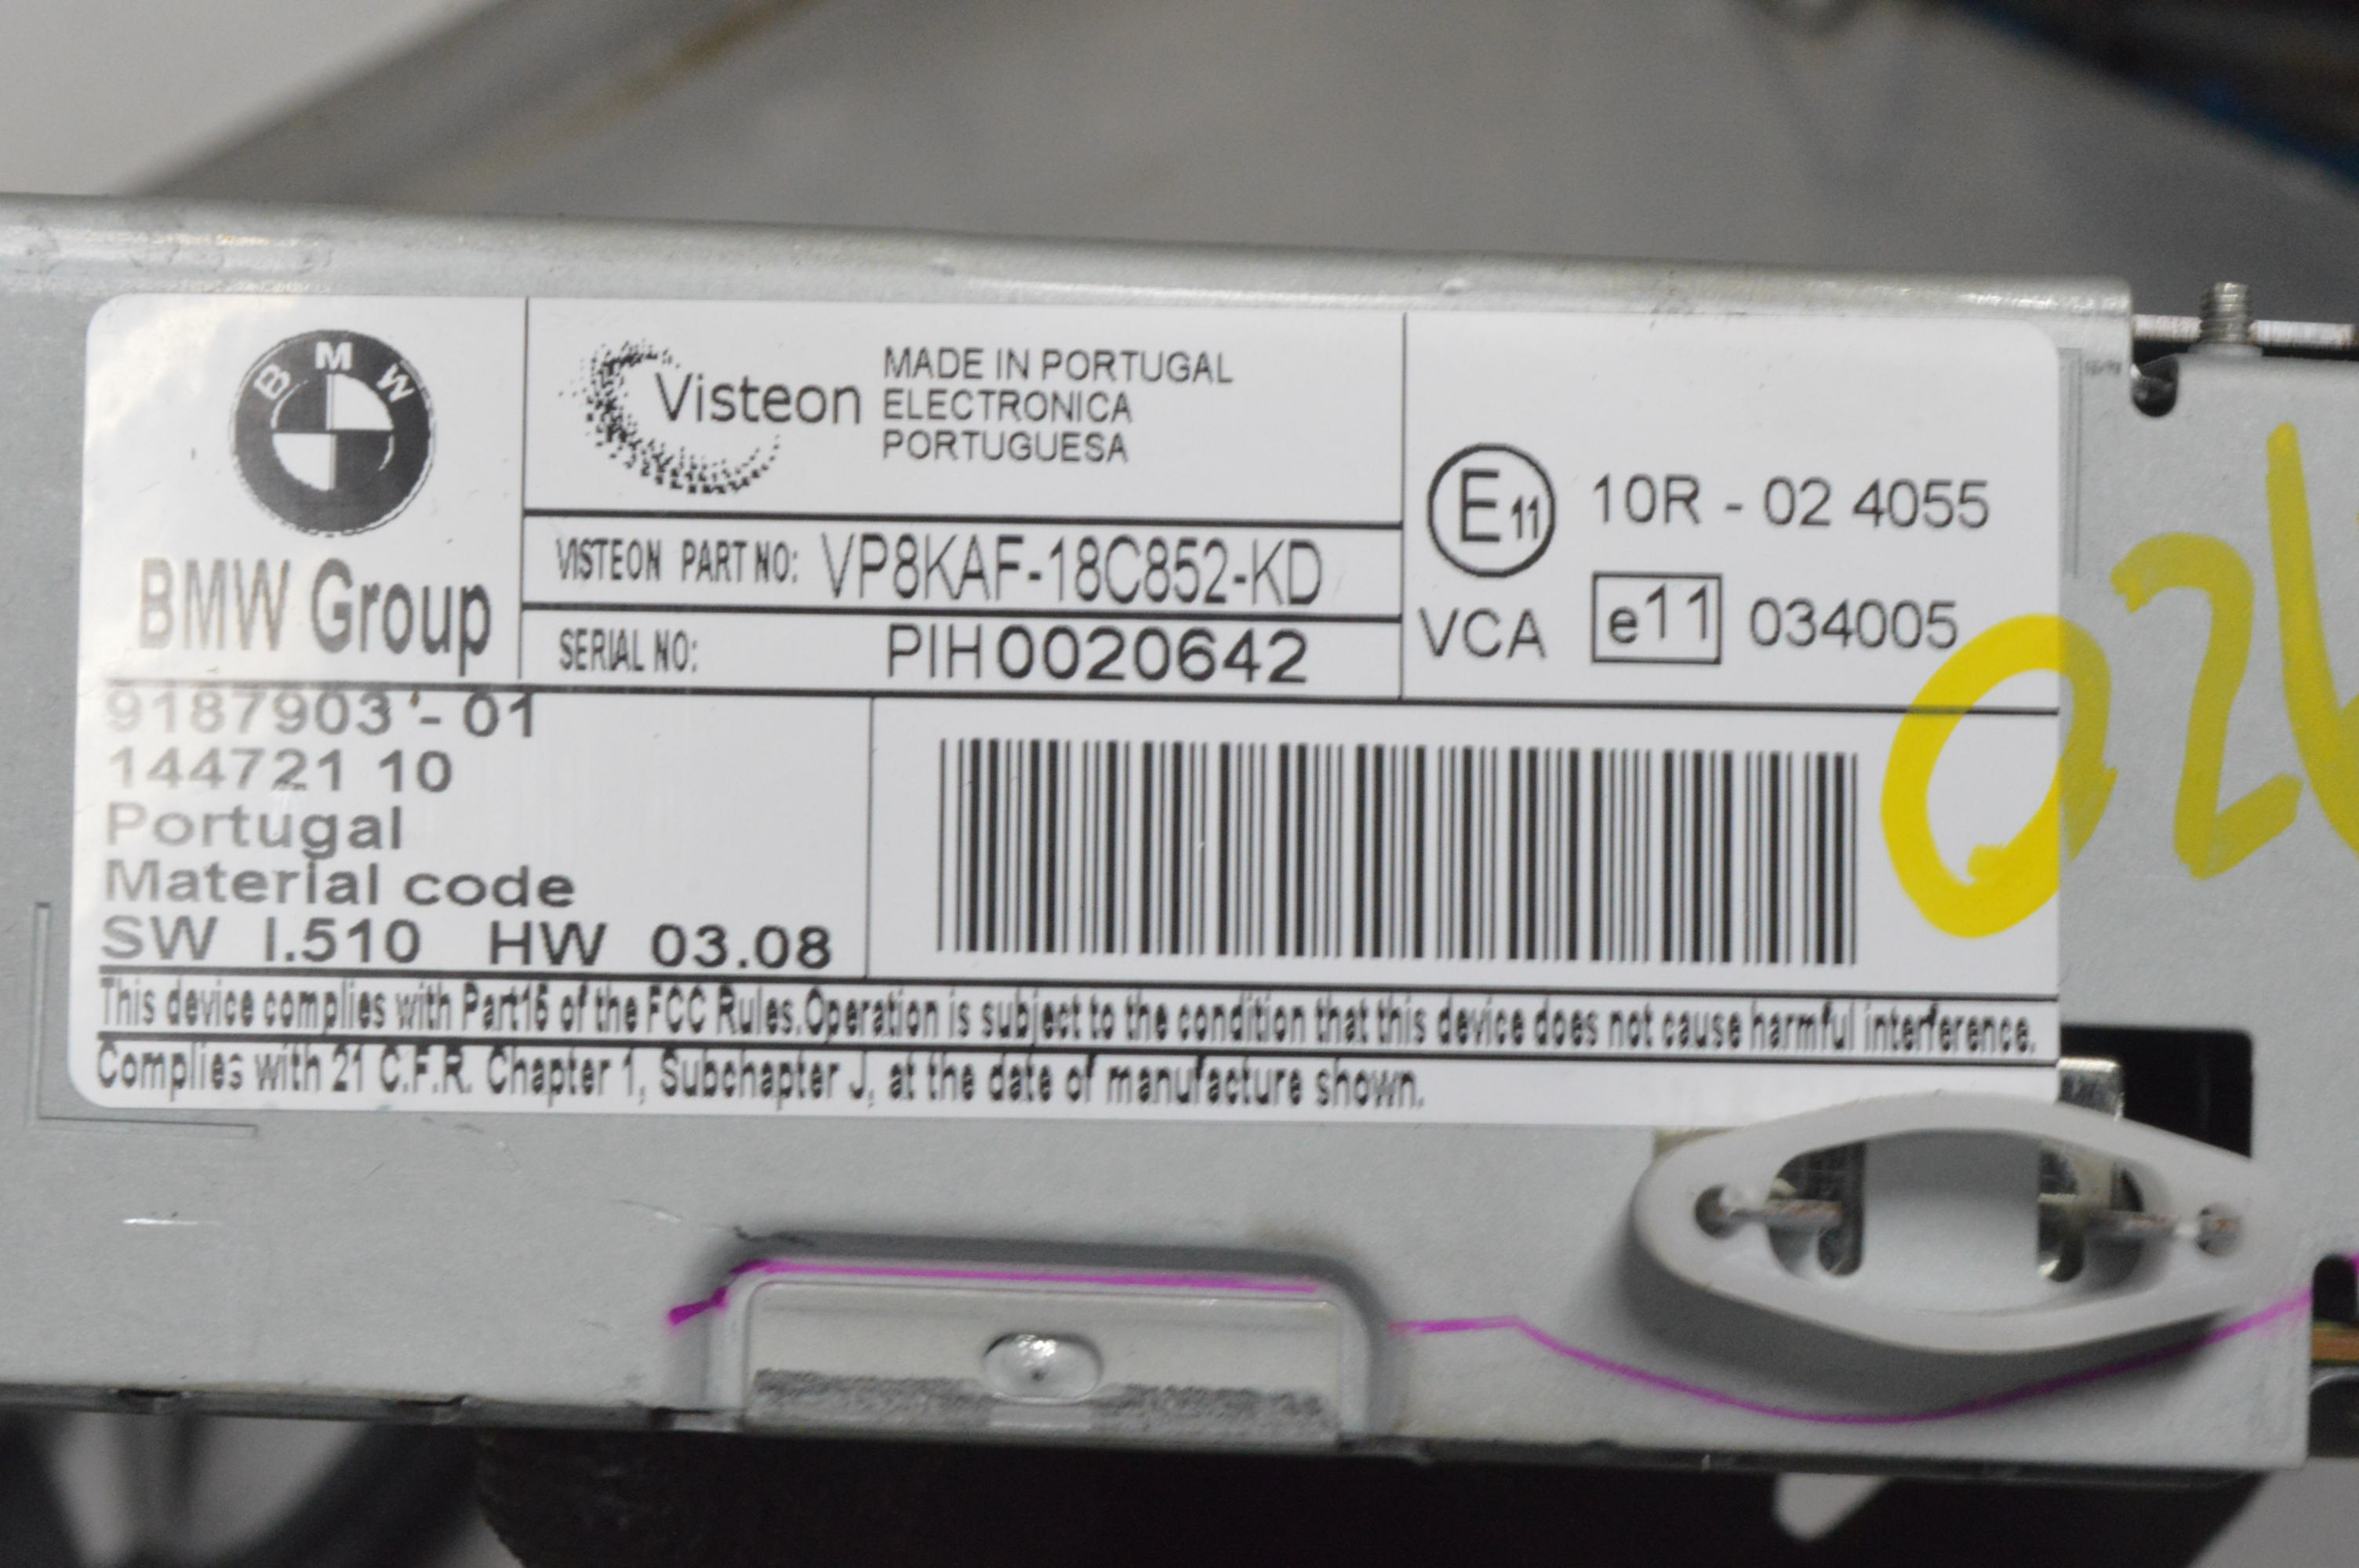 BMW
BMW Group
Visteon
MADE IN PORTUGAL
ELECTRONICA
PORTUGUESA
VISTEON PART NO: VP8KAF-18C852-KD
SERIAL NO: PIH0020642
E11 10R - 02 4055
VCA e11 034005
9187903 - 01
144721 10
Portugal
Material code
SW I.510 HW 03.08
This device complies with Part15 of the FCC Rules.Operation is subject to the condition that this device does not cause harmful interference.
Complies with 21 C.F.R. Chapter 1, Subchapter J, at the date of manufacture shown.